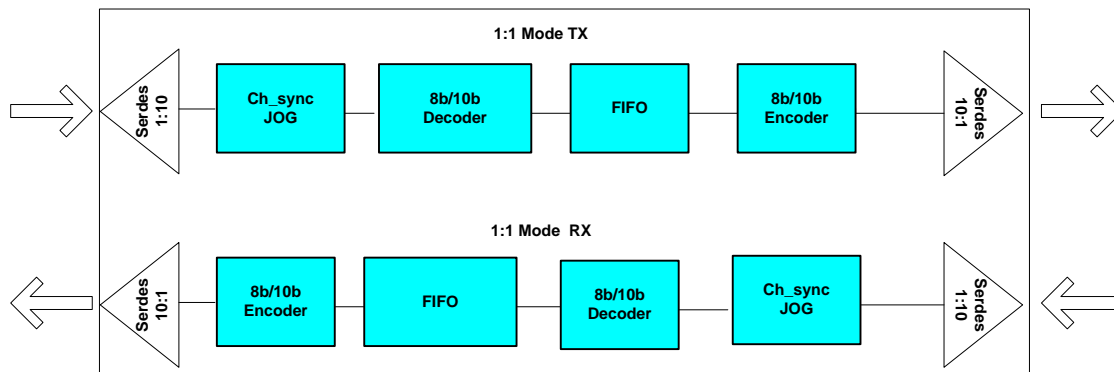 1:1 Mode TX
Serdes
1:10
Ch_sync
JOG
8b/10b
Decoder
FIFO
8b/10b
Encoder
Serdes
10:1
1:1 Mode RX
Serdes
10:1
8b/10b
Encoder
FIFO
8b/10b
Decoder
Ch_sync
JOG
Serdes
1:10